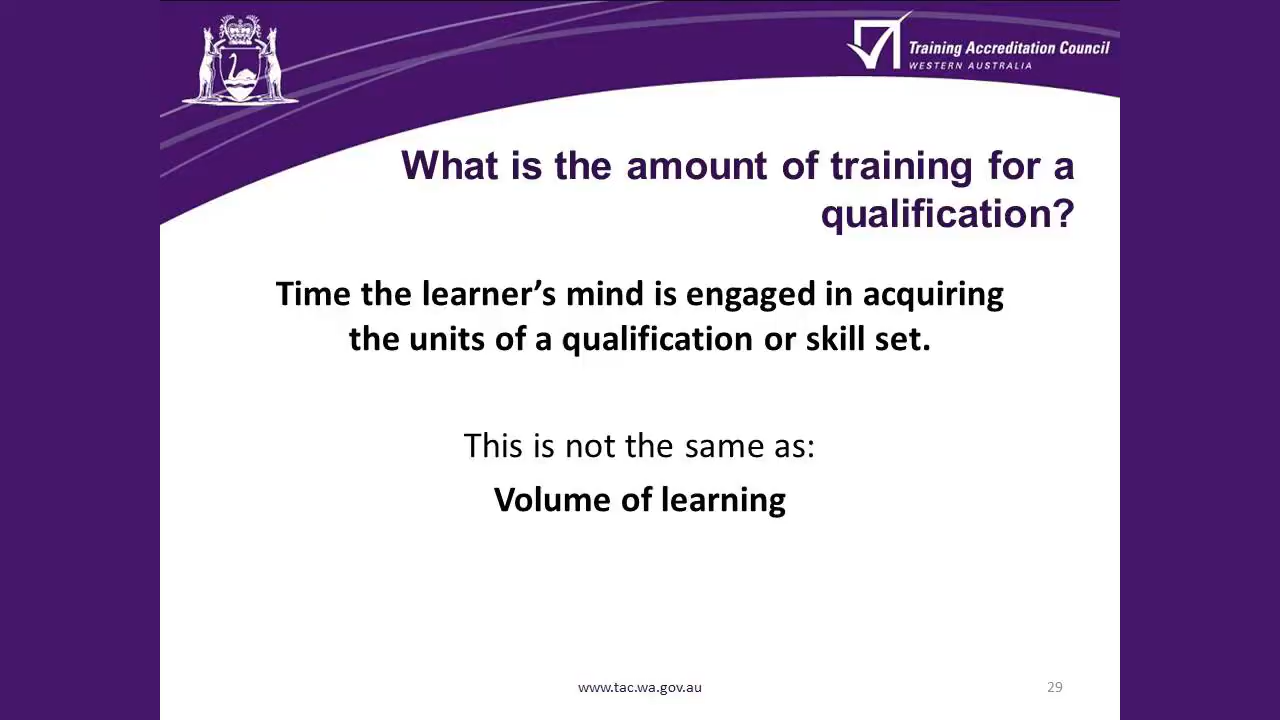 Training Accreditation Council
WESTERN AUSTRALIA
What is the amount of training for a
qualification?
Time the learner’s mind is engaged in acquiring
the units of a qualification or skill set.
This is not the same as:
Volume of learning
www.tac.wa.gov.au
29